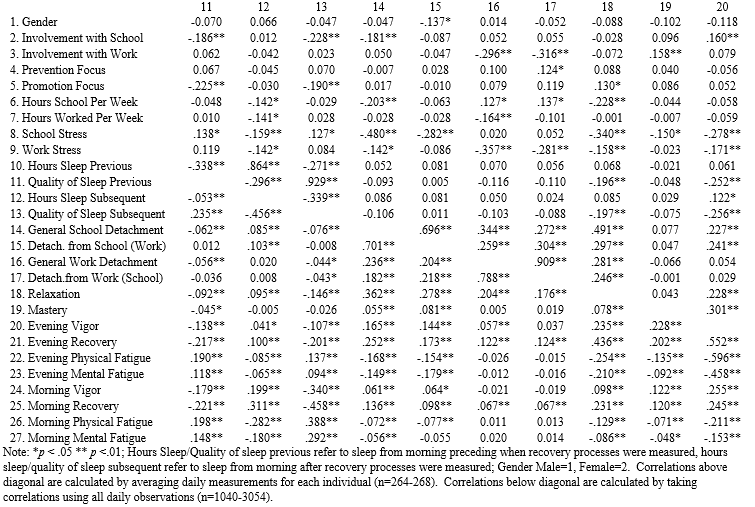 11 12 13 14 15 16 17 18 19 20
1. Gender -0.070 0.066 -0.047 -0.047 -.137* 0.014 -0.052 -0.088 -0.102 -0.118
2. Involvement with School -.186** 0.012 -.228** -.181** -0.087 0.052 0.055 -0.028 0.096 .160**
3. Involvement with Work 0.062 -0.042 0.023 0.050 -0.047 -.296** -.316** -0.072 .158** 0.079
4. Prevention Focus 0.067 -0.045 0.070 -0.007 0.028 0.100 .124* 0.088 0.040 -0.056
5. Promotion Focus -.225** -0.030 -.190** 0.017 -0.010 0.079 0.119 .130* 0.086 0.052
6. Hours School Per Week -0.048 -.142* -0.029 -.203** -0.063 .127* .137* -.228** -0.044 -0.058
7. Hours Worked Per Week 0.010 -.141* 0.028 -0.028 -0.028 -.164** -0.101 -0.001 -0.007 -0.059
8. School Stress .138* -.159** .127* -.480** -.282** 0.020 0.052 -.340** -.150* -.278**
9. Work Stress 0.119 -.142* 0.084 -.142* -0.086 -.357** -.281** -.158** -0.023 -.171**
10. Hours Sleep Previous -.338** .864** -.271** 0.052 0.081 0.070 0.056 0.068 -0.021 0.061
11. Quality of Sleep Previous -.296** .929** -0.093 0.005 -0.116 -0.110 -.196** -0.048 -.252**
12. Hours Sleep Subsequent -.053** -.339** 0.086 0.081 0.050 0.024 0.085 0.029 .122*
13. Quality of Sleep Subsequent .235** -.456** -0.106 0.011 -0.103 -0.088 -.197** -0.075 -.256**
14. General School Detachment -.062** .085** -.076** .696** .344** .272** .491** 0.077 .227**
15. Detach. from School (Work) 0.012 .103** -0.008 .701** .259** .304** .297** 0.047 .241**
16. General Work Detachment -.056** 0.020 -.044* .236** .204** .909** .281** -0.066 0.054
17. Detach.from Work (School) -0.036 0.008 -.043* .182** .218** .788** .246** -0.001 0.029
18. Relaxation -.092** .095** -.146** .362** .278** .204** .176** 0.043 .228**
19. Mastery -.045* -0.005 -0.026 .055** .081** 0.005 0.019 .078** .301**
20. Evening Vigor -.138** .041* -.107** .165** .144** .057** 0.037 .235** .228**
21. Evening Recovery -.217** .100** -.201** .252** .173** .122** .124** .436** .202** .552**
22. Evening Physical Fatigue .190** -.085** .137** -.168** -.154** -0.026 -0.015 -.254** -.135** -.596**
23. Evening Mental Fatigue .118** -.065** .094** -.149** -.179** -0.012 -0.016 -.210** -.092** -.458**
24. Morning Vigor -.179** .199** -.340** .061** .064* -0.021 -0.019 .098** .122** .255**
25. Morning Recovery -.221** .311** -.458** .136** .098** .067** .067** .231** .120** .245**
26. Morning Physical Fatigue .198** -.282** .388** -.072** -.077** 0.011 0.013 -.129** -.071** -.211**
27. Morning Mental Fatigue .148** -.180** .292** -.056** -0.055 0.020 0.014 -.086** -.048* -.153**
Note: *p < .05 ** p <.01; Hours Sleep/Quality of sleep previous refer to sleep from morning preceding when recovery processes were measured, hours
sleep/quality of sleep subsequent refer to sleep from morning after recovery processes were measured; Gender Male=1, Female=2. Correlations above
diagonal are calculated by averaging daily measurements for each individual (n=264-268). Correlations below diagonal are calculated by taking
correlations using all daily observations (n=1040-3054).